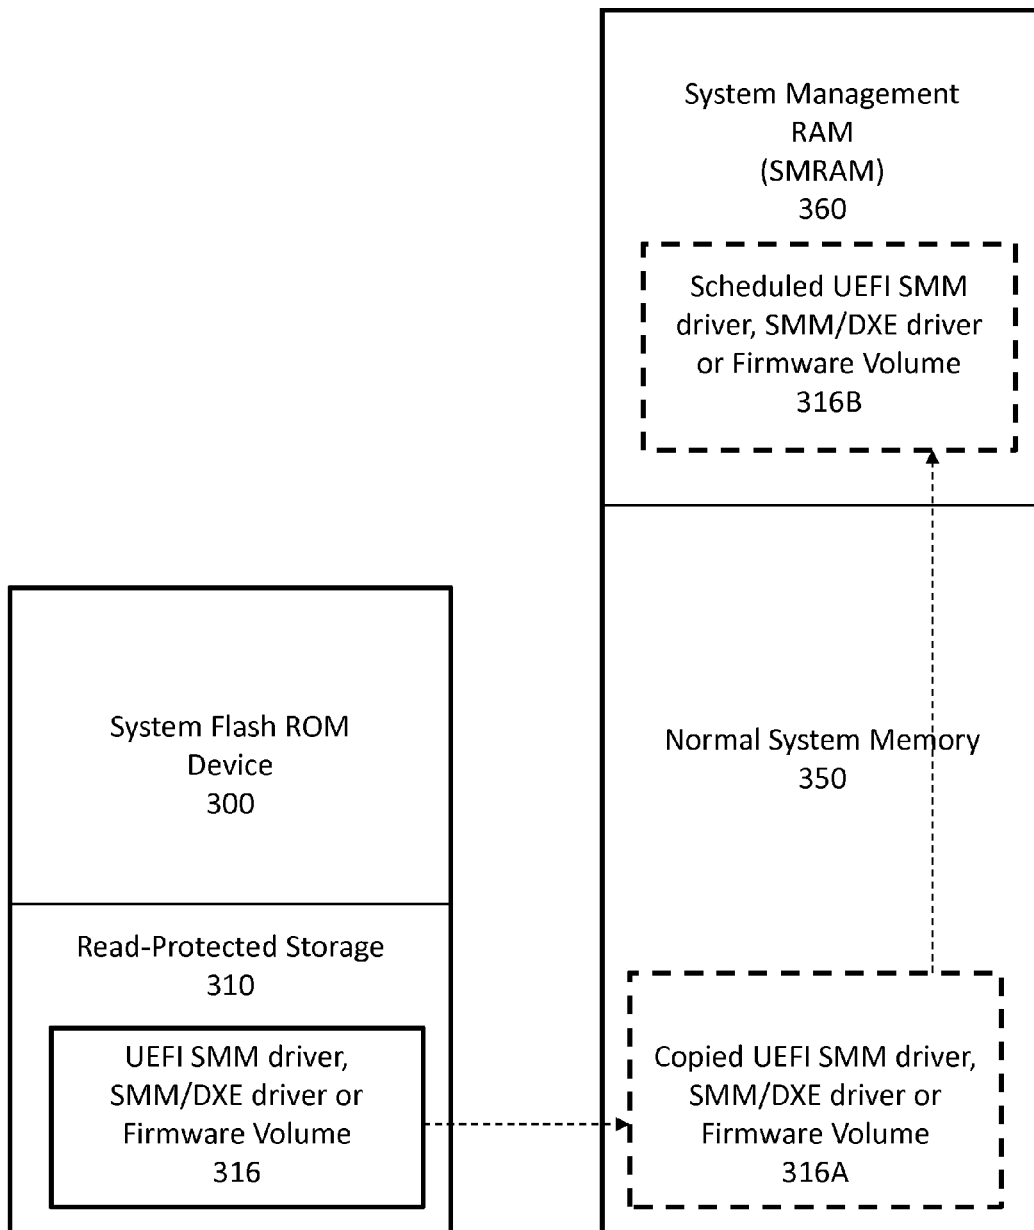 System Management
RAM
(SMRAM)
360
Scheduled UEFI SMM
driver, SMM/DXE driver
or Firmware Volume
316B
System Flash ROM
Device
300
Normal System Memory
350
Read-Protected Storage
310
UEFI SMM driver,
SMM/DXE driver or
Firmware Volume
316
Copied UEFI SMM driver,
SMM/DXE driver or
Firmware Volume
316A